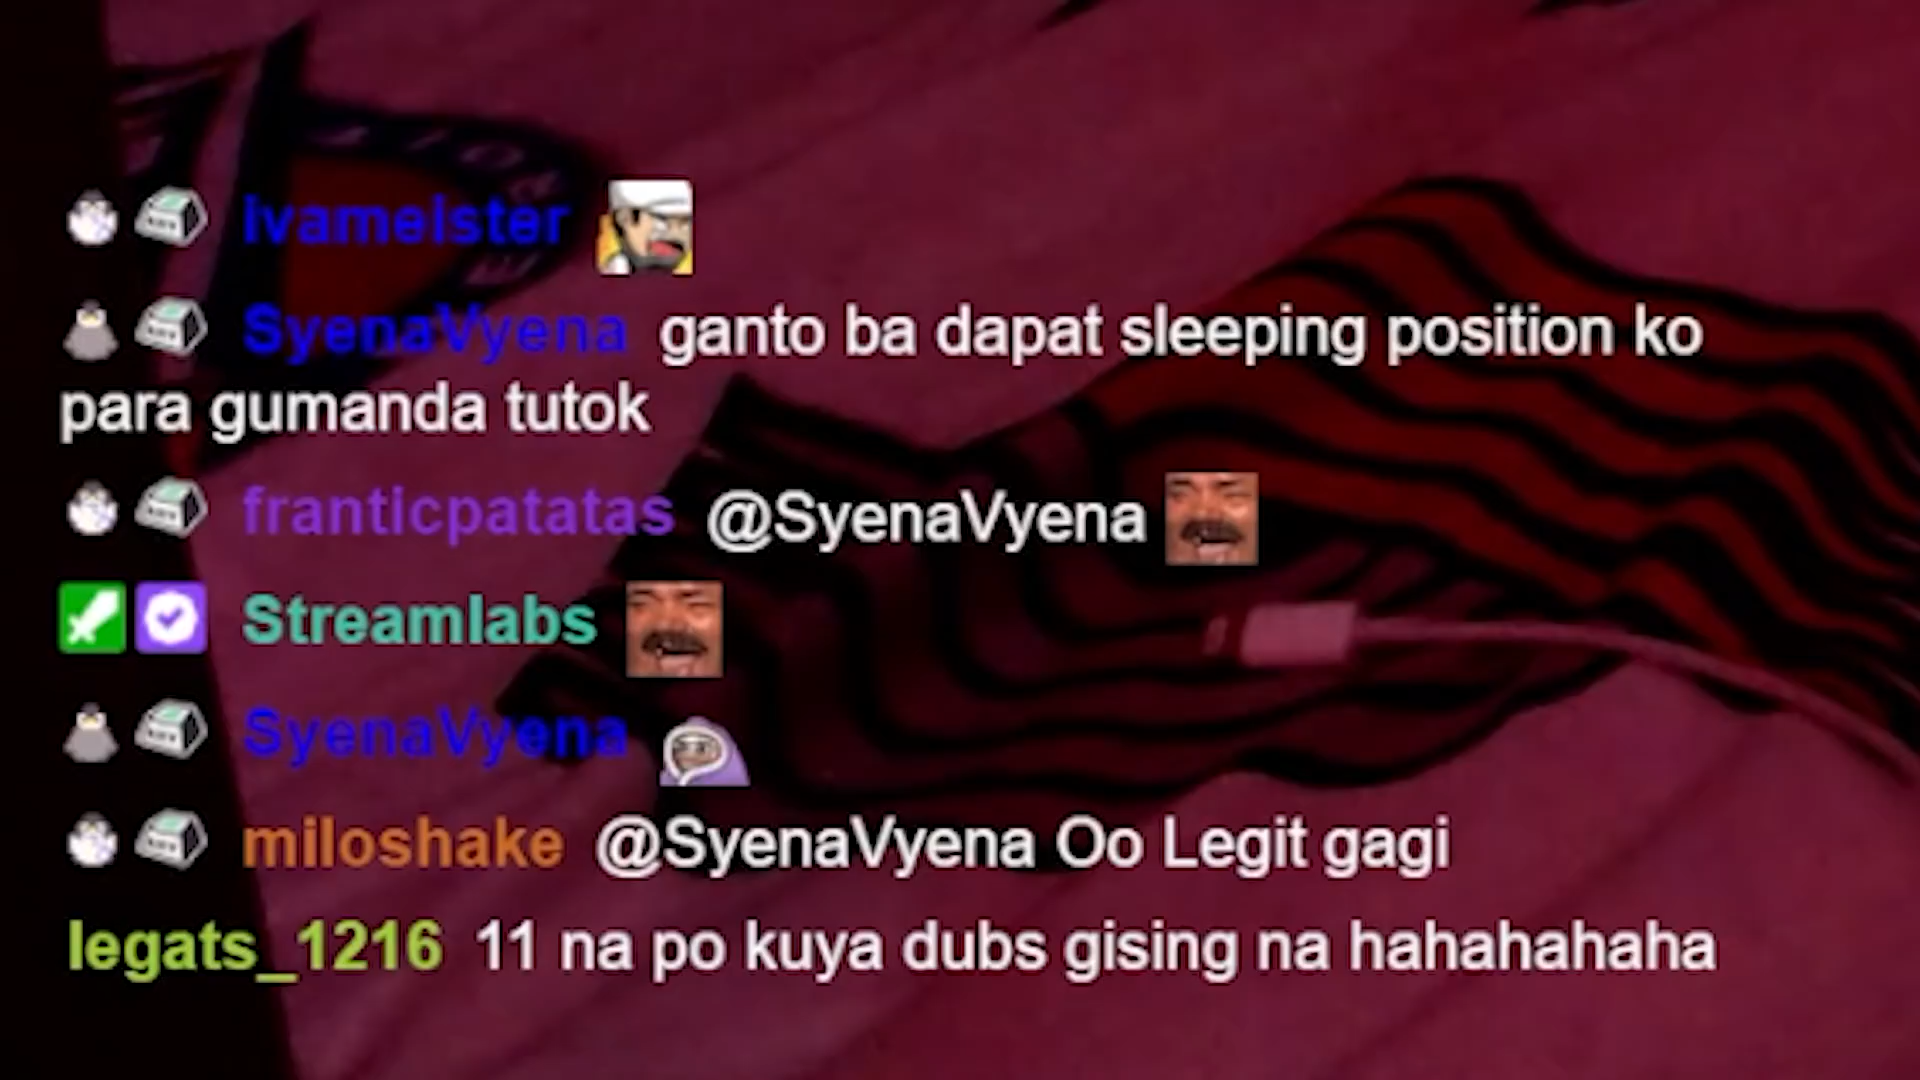 Ivameister
SyenaVyena ganto ba dapat sleeping position ko
para gumanda tutok
franticpatatas @SyenaVyena
Streamlabs
SyenaVyena
miloshake @SyenaVyena Oo Legit gagi
legats_1216 11 na po kuya dubs gising na hahahahaha